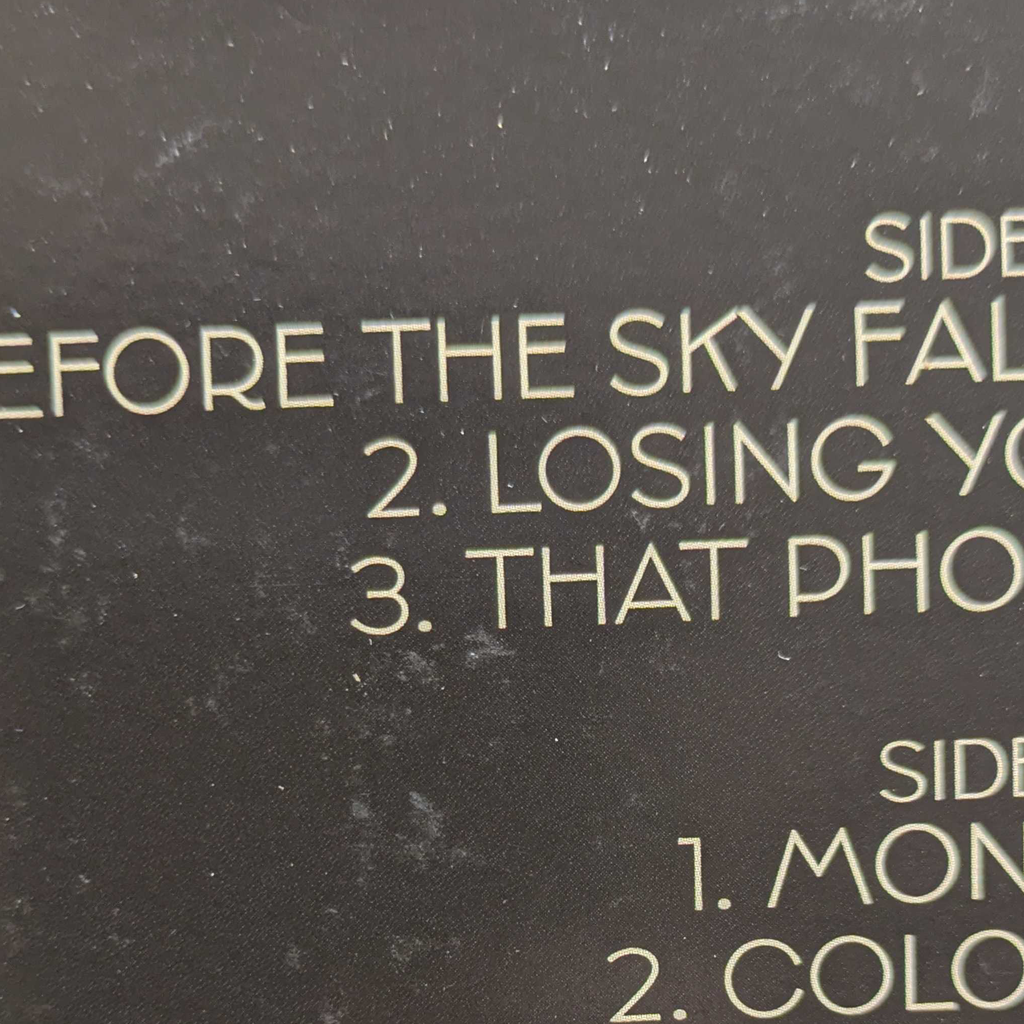 SIDE
EFORE THE SKY FAL
2. LOSING YO
3. THAT PHO
SIDE
1. MON
2. COLO